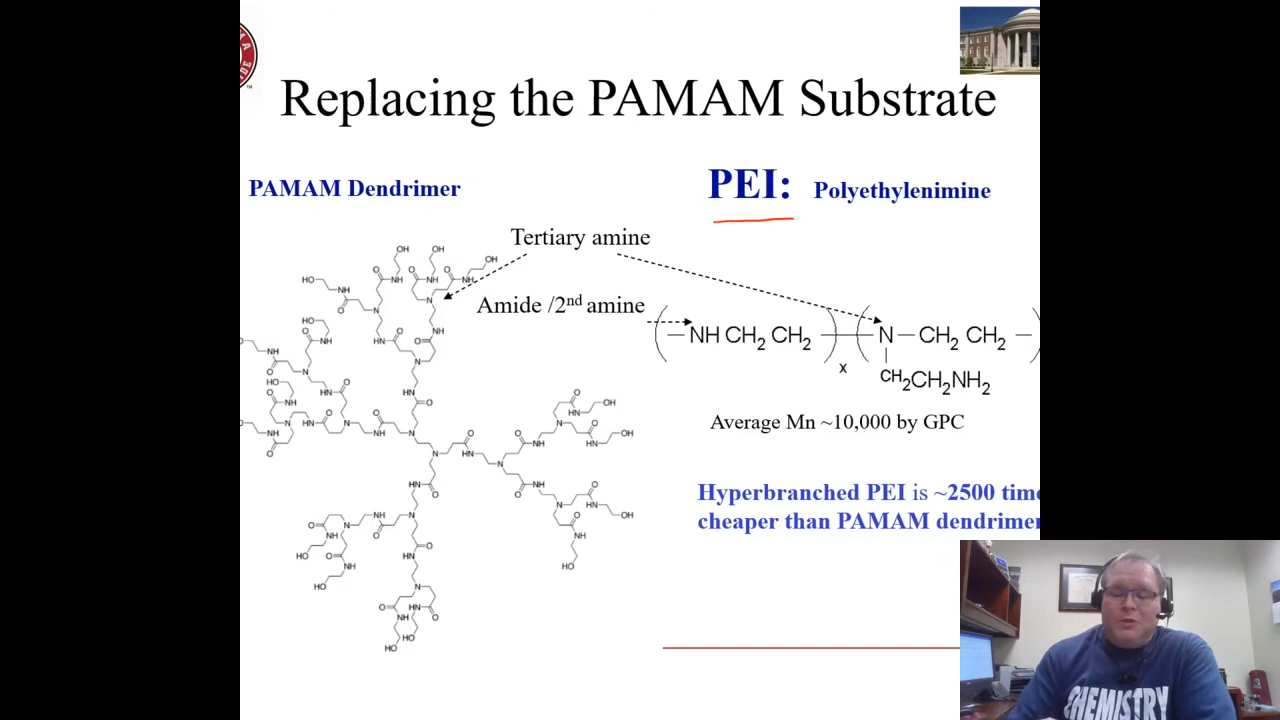 Replacing the PAMAM Substrate
PAMAM Dendrimer
PEI: Polyethylenimine
Tertiary amine
Amide /2nd amine
NH CH2 CH2
x
N — CH2 CH2 —
CH2CH2NH2
Average Mn ~10,000 by GPC
Hyperbranched PEI is ~2500 time
cheaper than PAMAM dendrimer
CHEMISTRY